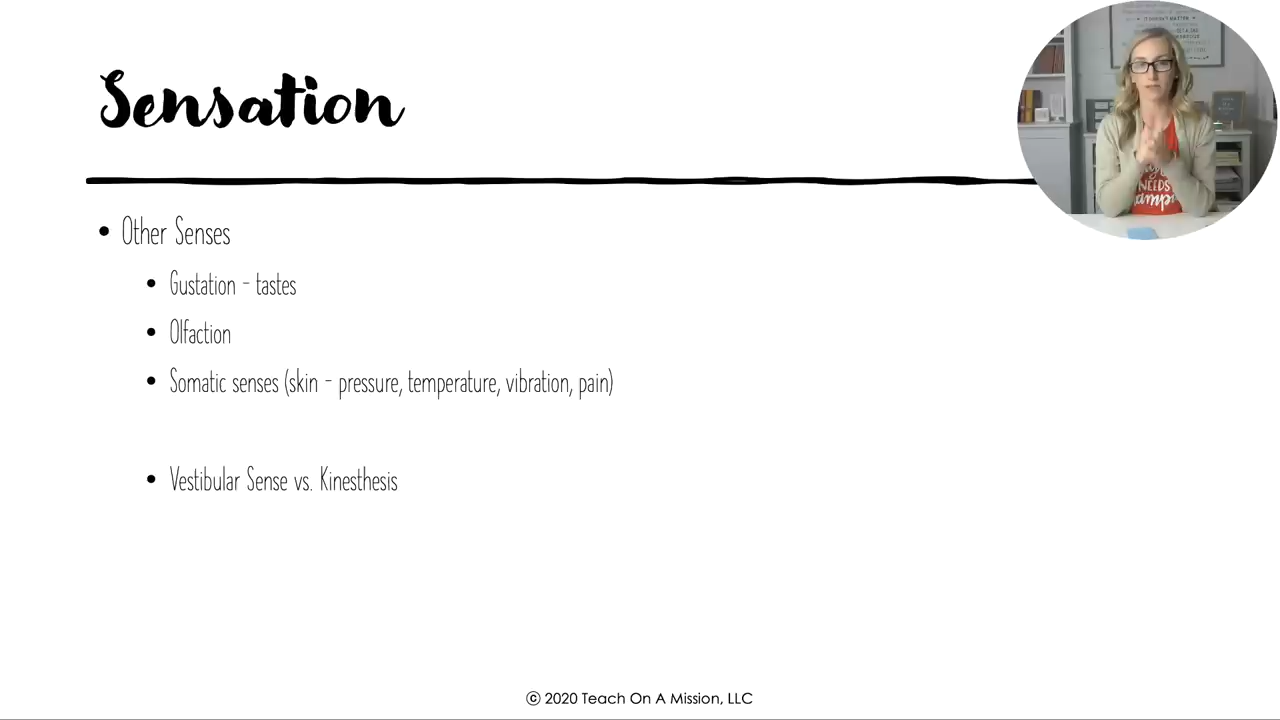 Sensation
• Other Senses
• Gustation - tastes
• Olfaction
• Somatic senses (skin - pressure, temperature, vibration, pain)
• Vestibular Sense vs. Kinesthesis
NEEDS
© 2020 Teach On A Mission, LLC